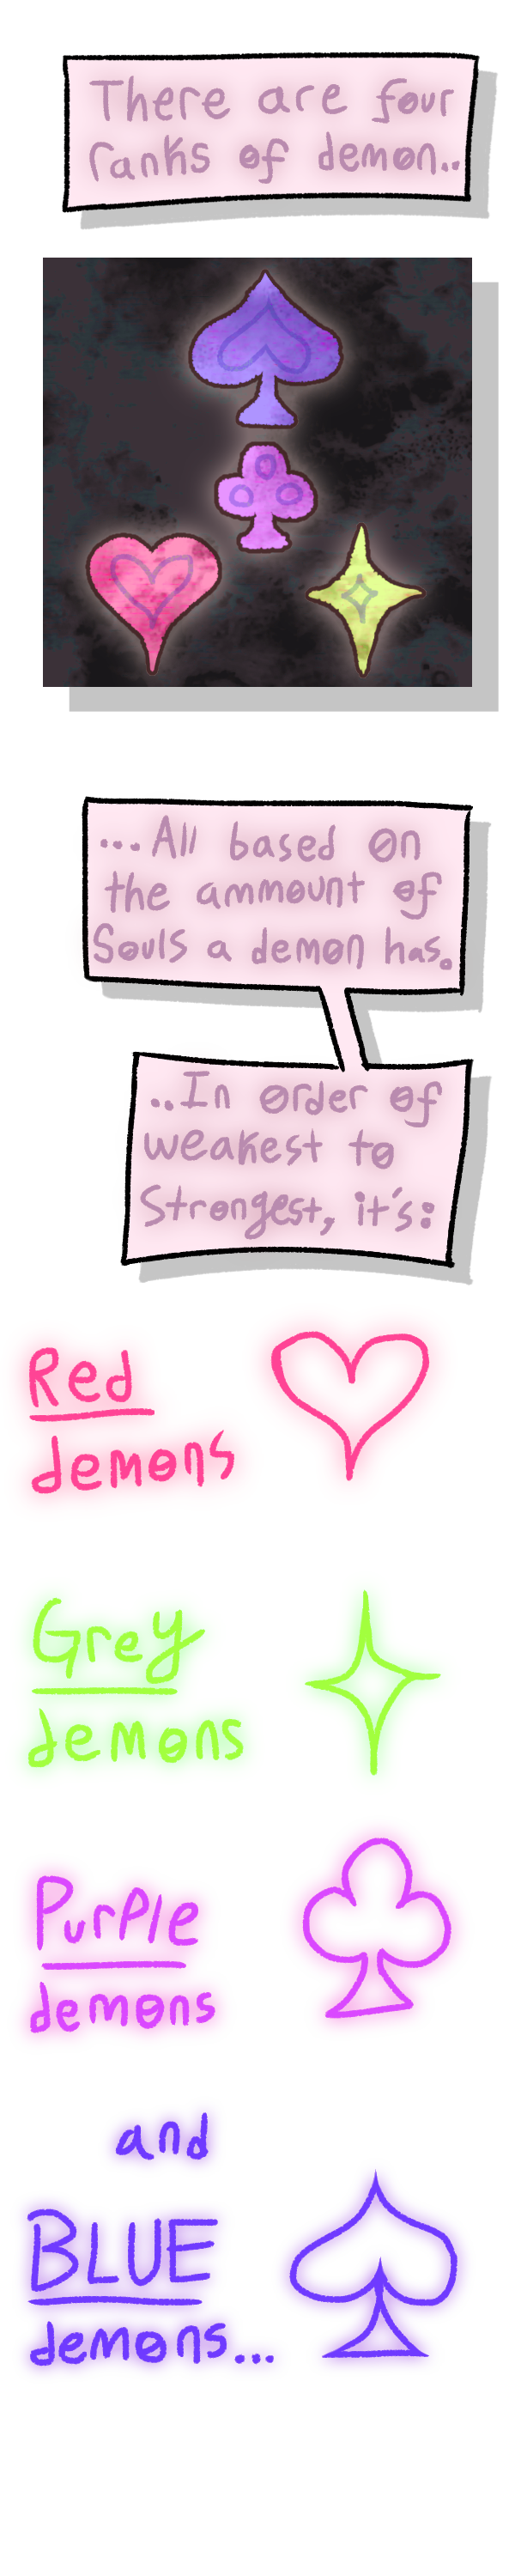 There are four
ranks of demon..
...All based on
the ammount of
Souls a demon has.
..In order of
weakest to
Strongest, it's:
Red
demons
Grey
demons
Purple
demons
and
BLUE
demons...